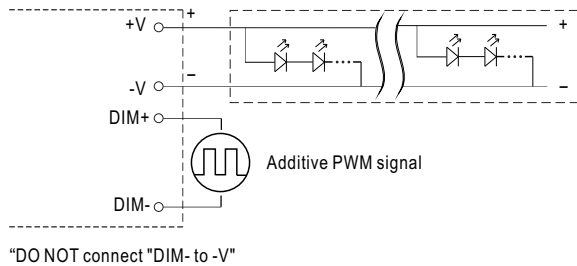 +V
+
-V
−
+
−
DIM+
Additive PWM signal
DIM-
“DO NOT connect "DIM- to -V"